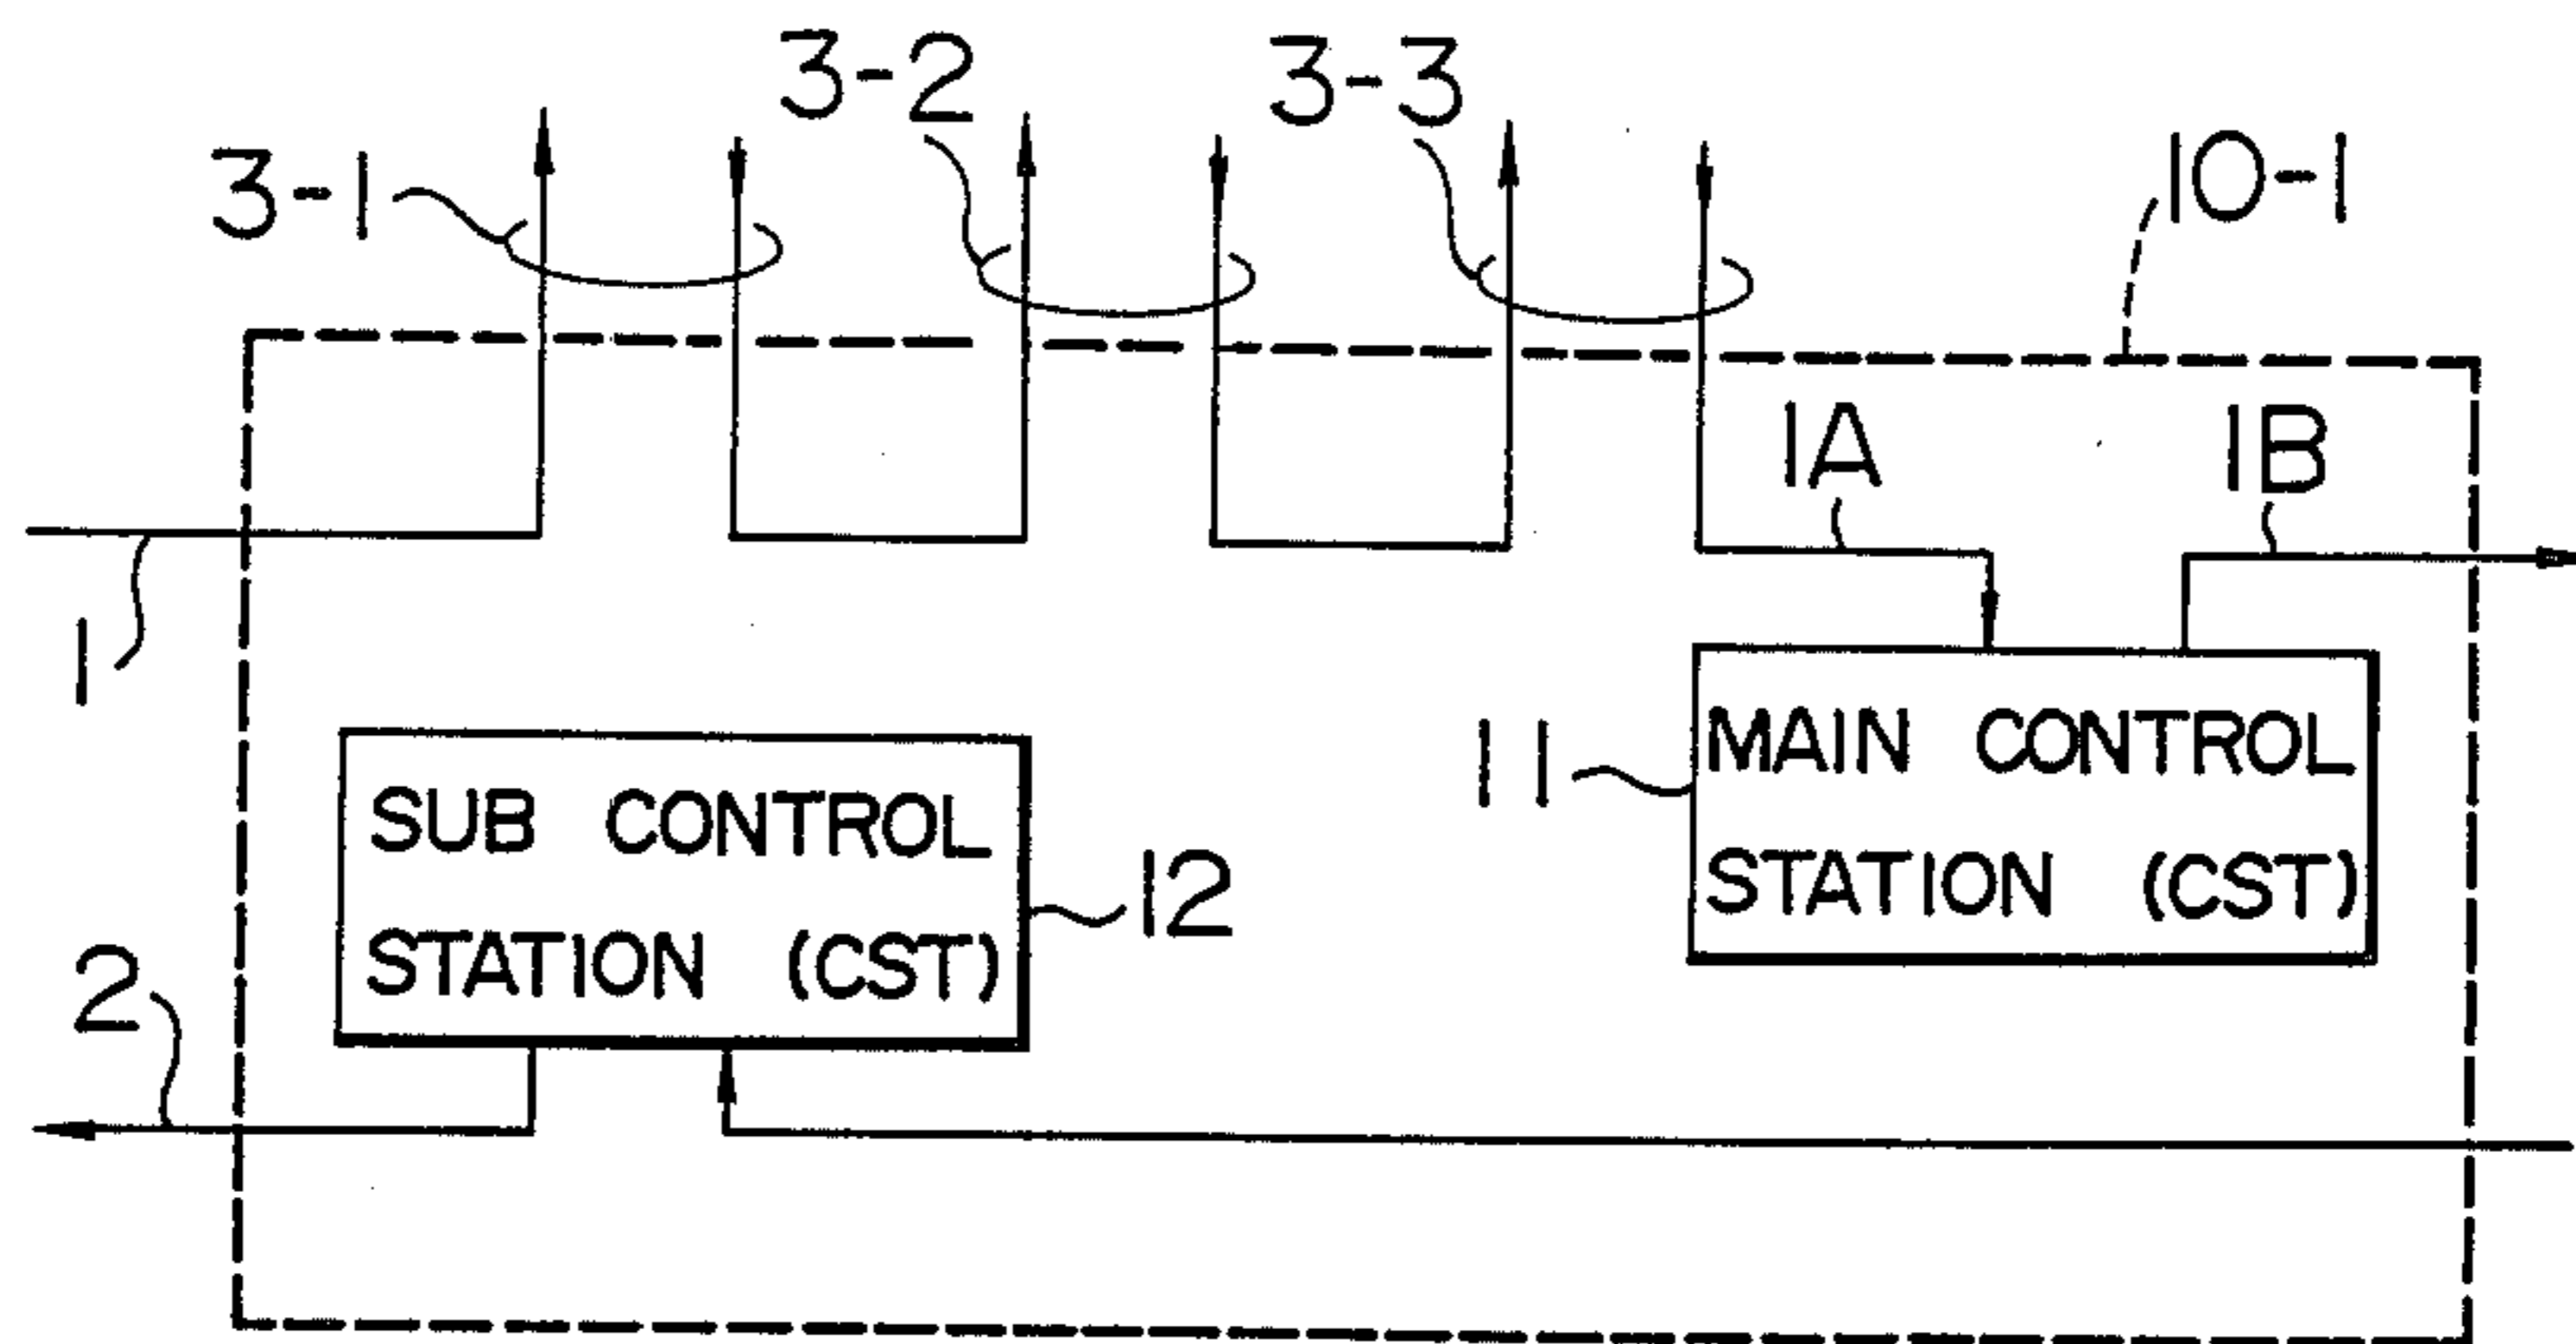 3-2
3-3
3-1
10-1
1A
1B
1
MAIN CONTROL
11
STATION (CST)
SUB CONTROL
12
STATION (CST)
2